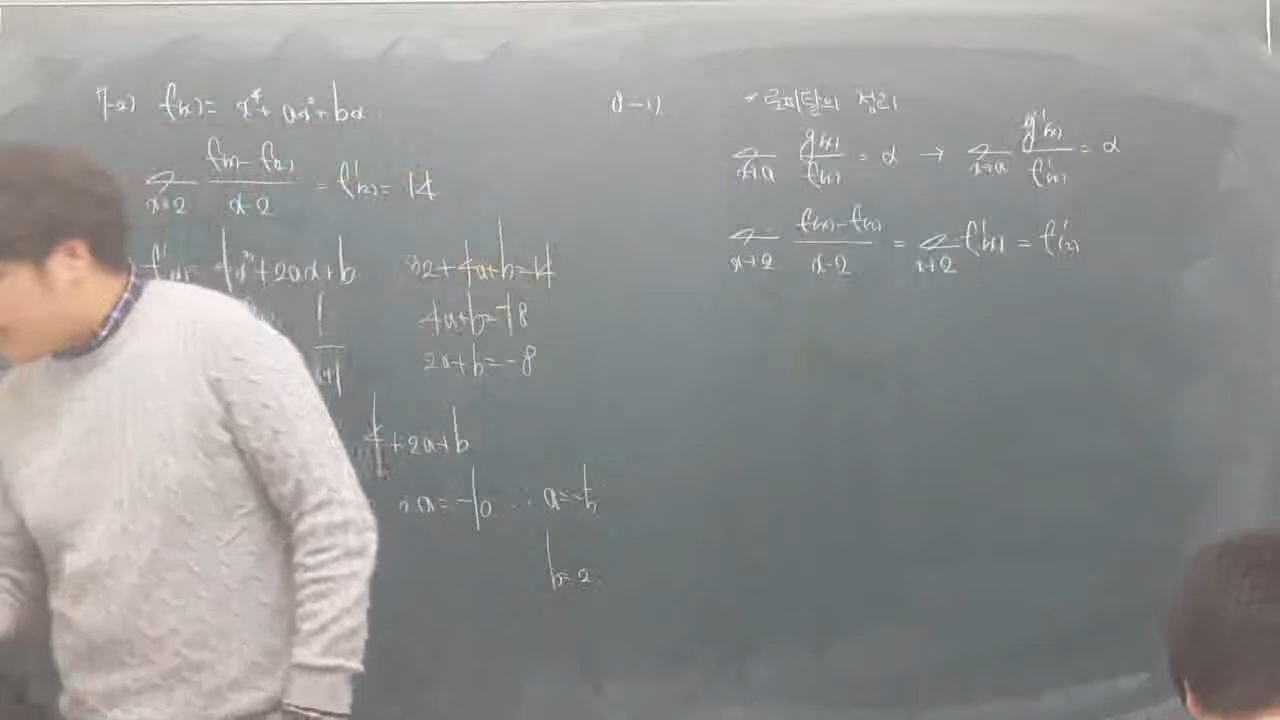 7-2) f(x) = x⁴ + ax² + bx
lim x→2 f(x) - f(2) / x-2 = f'(2) = 14
f'(x) = 4x³ + 2ax + b
32 + 4a + b = 14
4a + b = -18
2a + b = -8
4 + 2a + b
2a = -10 ∴ a = -5
b = 2
8-1) * 로피탈의 정리
lim x→a g(x) / f(x) = α → lim x→a g'(x) / f'(x) = α
lim x→2 f(x) - f(2) / x-2 = lim x→2 f'(x) = f'(2)